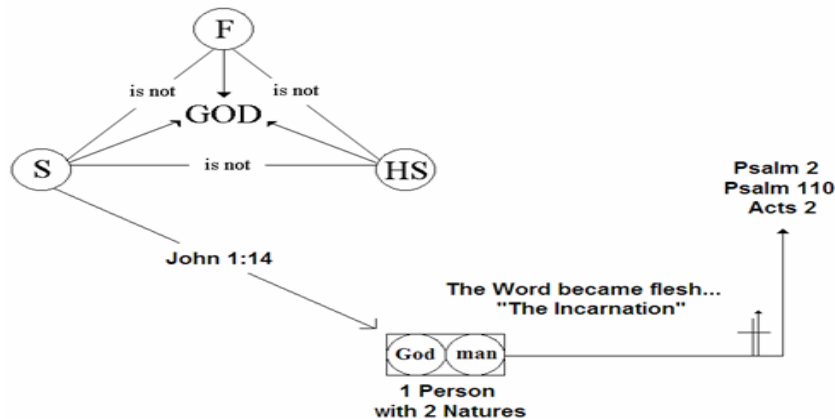 F
is not
is not
GOD
S
is not
HS
Psalm 2
Psalm 110
Acts 2
John 1:14
The Word became flesh...
"The Incarnation"
God man
1 Person
with 2 Natures